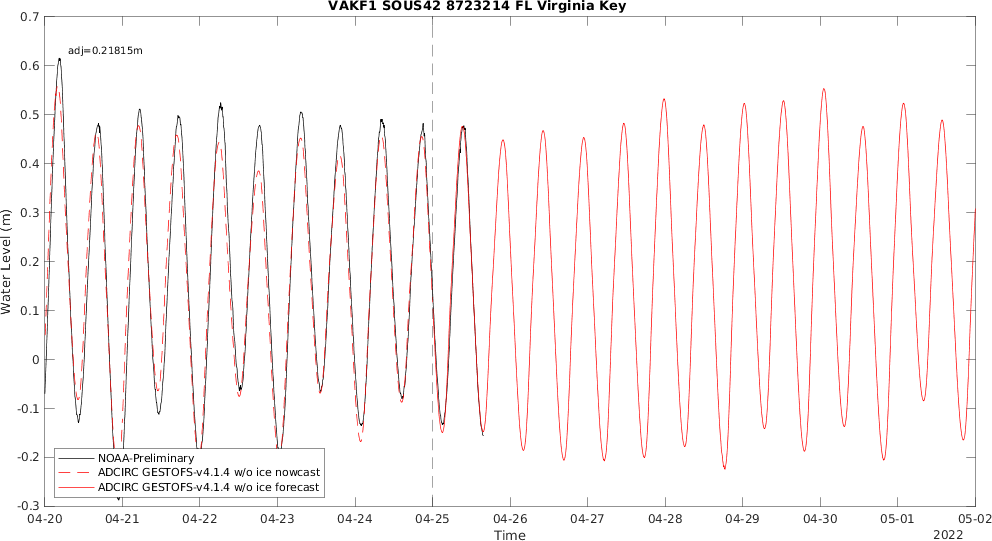 VAKF1 SOUS42 8723214 FL Virginia Key
0.7
0.6
0.5
0.4
0.3
0.2
0.1
0
-0.1
-0.2
-0.3
Water Level (m)
adj=0.21815m
NOAA-Preliminary
ADCIRC GESTOFS-v4.1.4 w/o ice nowcast
ADCIRC GESTOFS-v4.1.4 w/o ice forecast
04-20 04-21 04-22 04-23 04-24 04-25 04-26 04-27 04-28 04-29 04-30 05-01 05-02
Time
2022